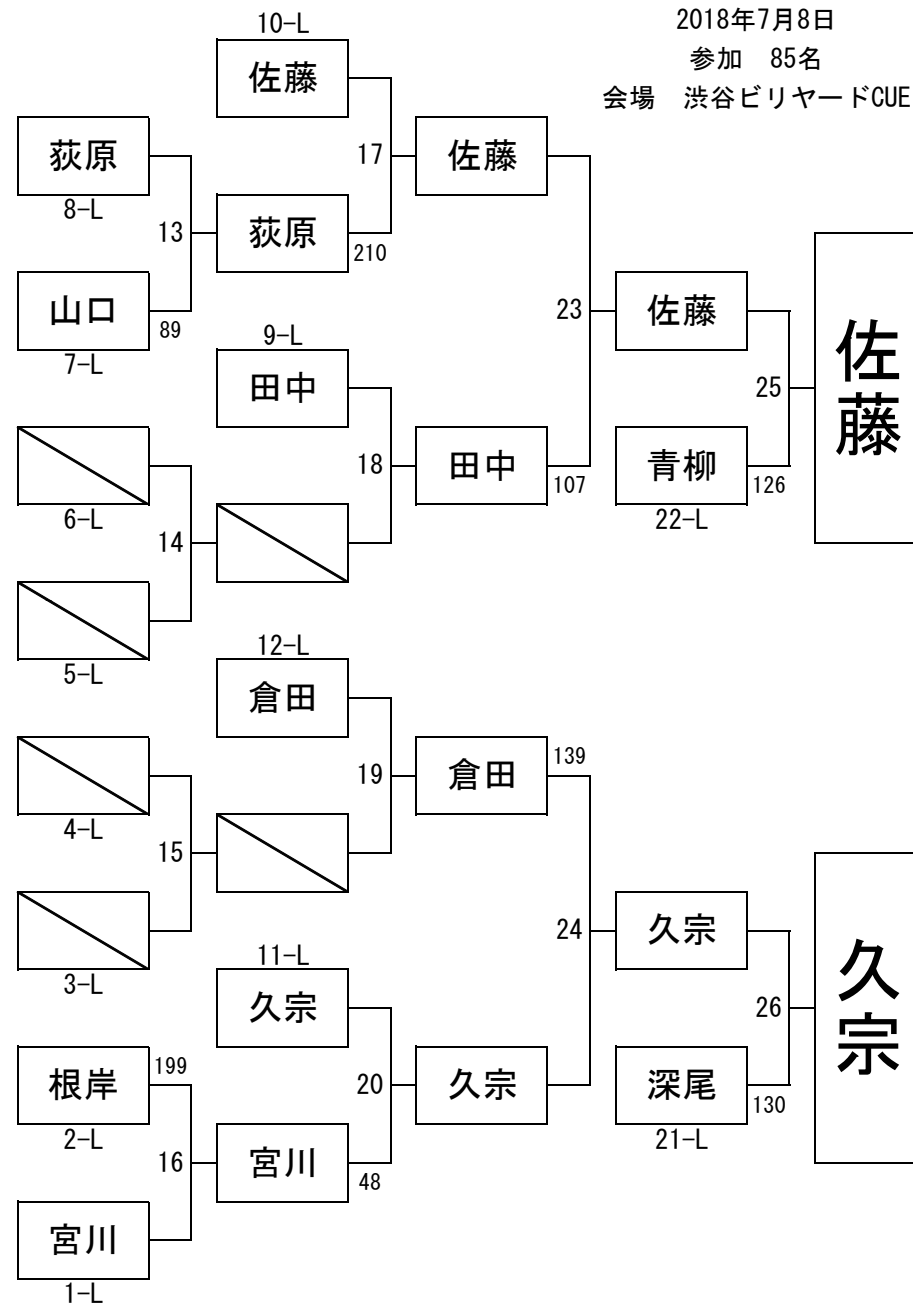 2018年7月8日
参加　85名
会場　渋谷ビリヤードCUE
10-L
佐藤
荻原
17
佐藤
8-L
13
荻原
210
山口
89
7-L
23
佐藤
9-L
田中
25
佐藤
18
田中
107
青柳
126
6-L
22-L
14
5-L
12-L
倉田
19
倉田
139
4-L
15
3-L
24
久宗
11-L
久宗
26
久宗
根岸
199
20
久宗
深尾
130
2-L
21-L
16
宮川
48
宮川
1-L